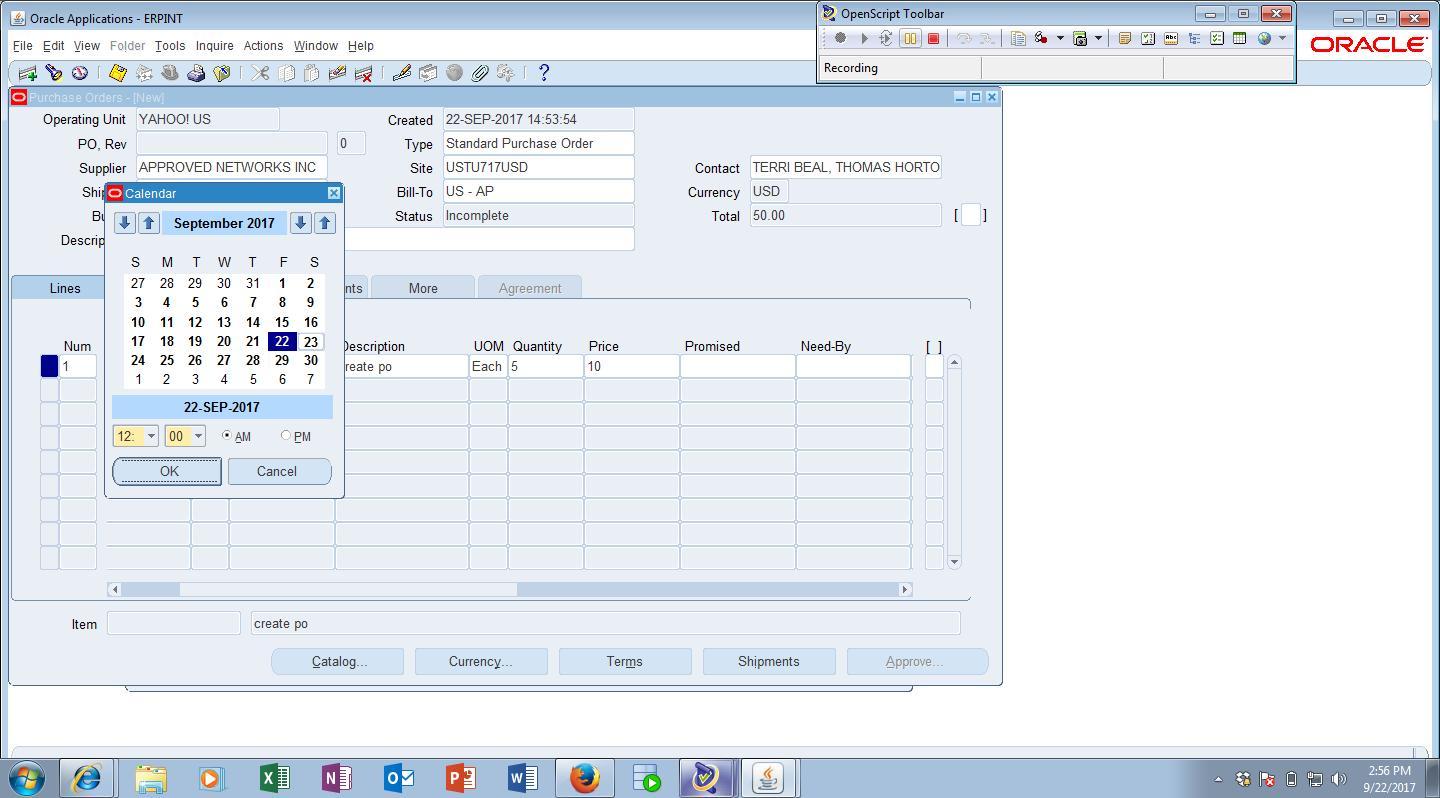 Oracle Applications - ERPINT
OpenScript Toolbar
File Edit View Folder Tools Inquire Actions Window Help
ORACLE
Recording
Purchase Orders - [New]
Operating Unit YAHOO! US Created 22-SEP-2017 14:53:54
PO, Rev 0 Type Standard Purchase Order
Supplier APPROVED NETWORKS INC Site USTU717USD Contact TERRI BEAL, THOMAS HORTO
Ship Bill-To US - AP Currency USD
Bu Status Incomplete Total 50.00 [ ]
Descrip
Calendar
September 2017
S M T W T F S
27 28 29 30 31 1 2
3 4 5 6 7 8 9
10 11 12 13 14 15 16
17 18 19 20 21 22 23
24 25 26 27 28 29 30
1 2 3 4 5 6 7
22-SEP-2017
12: 00 AM PM
OK Cancel
Lines nts More Agreement
Num Description UOM Quantity Price Promised Need-By [ ]
1 reate po Each 5 10
Item create po
Catalog... Currency... Terms Shipments Approve...
2:56 PM
9/22/2017